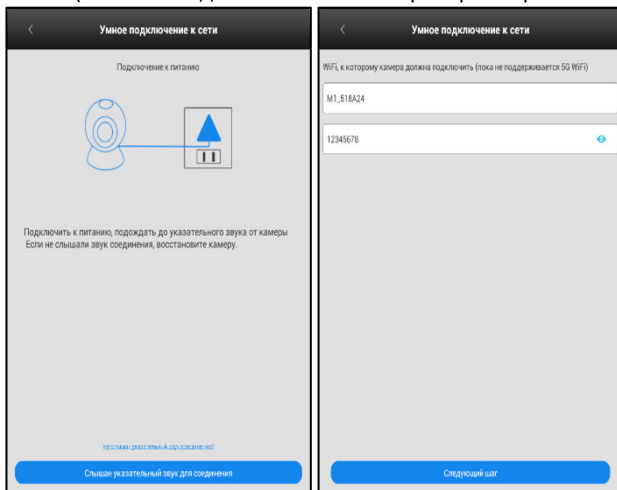 Умное подключение к сети
Подключение к питанию
Подключить к питанию, подождать до указательного звука от камеры
Если не слышали звук соединения, восстановите камеру.
Слышан указательный звук для соединения
Умное подключение к сети
WiFi, к которому камера должна подключить (пока не поддерживается 5G WiFi)
M1_518A24
12345678
Следующий шаг